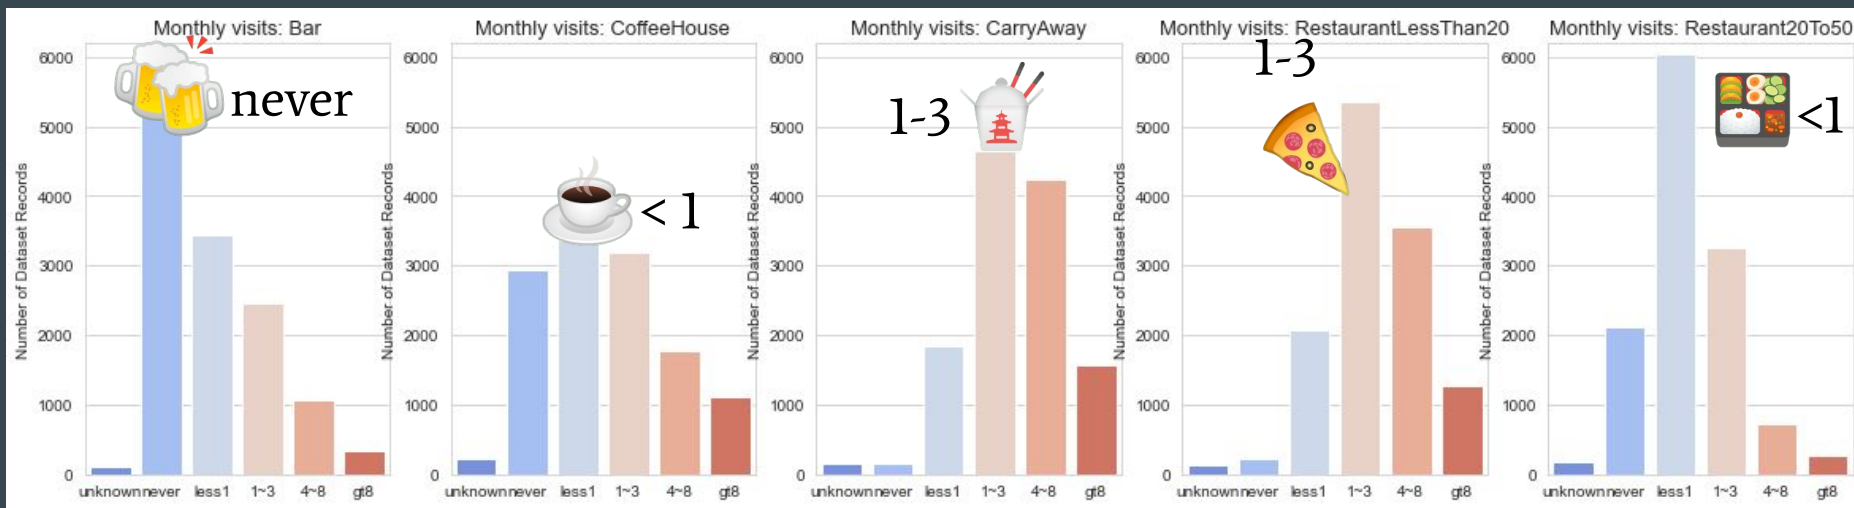 Monthly visits: Bar
Number of Dataset Records
6000
5000
4000
3000
2000
1000
0
never
unknown never less1 1~3 4~8 gt8
Monthly visits: CoffeeHouse
Number of Dataset Records
6000
5000
4000
3000
2000
1000
0
< 1
unknown never less1 1~3 4~8 gt8
Monthly visits: CarryAway
Number of Dataset Records
6000
5000
4000
3000
2000
1000
0
1-3
unknown never less1 1~3 4~8 gt8
Monthly visits: RestaurantLessThan20
Number of Dataset Records
6000
5000
4000
3000
2000
1000
0
1-3
unknown never less1 1~3 4~8 gt8
Monthly visits: Restaurant20To50
Number of Dataset Records
6000
5000
4000
3000
2000
1000
0
<1
unknown never less1 1~3 4~8 gt8